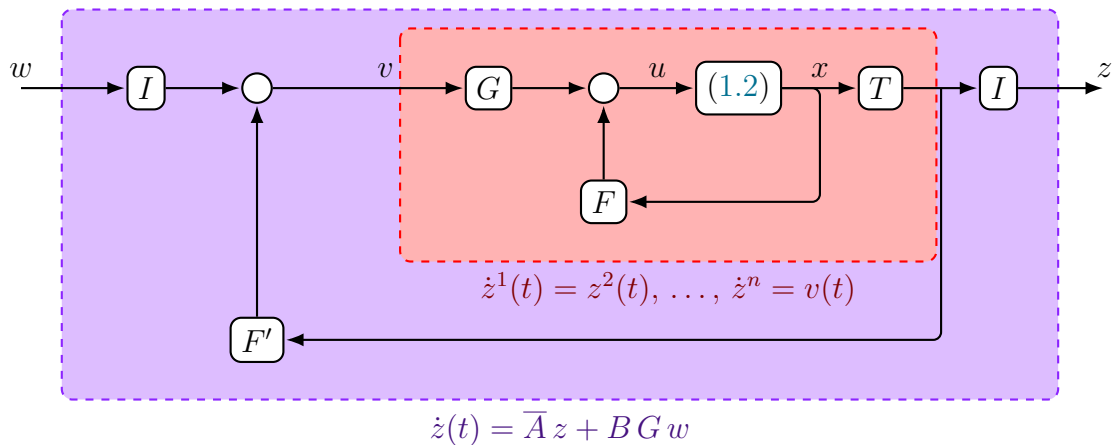 w I v G u (1.2) x T I z
F
ż¹(t) = z²(t), …, żⁿ = v(t)
F′
ż(t) = A̅ z + B G w